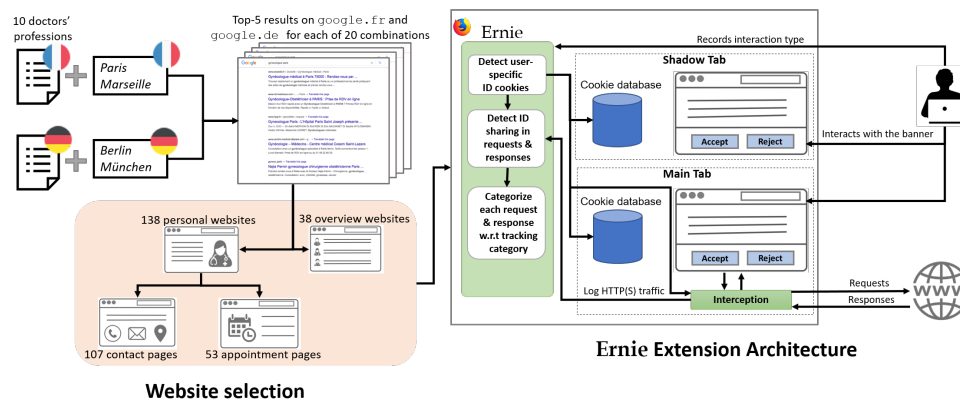 10 doctors'
professions
Paris
Marseille
Berlin
München
Top-5 results on google.fr and
google.de for each of 20 combinations
Google
138 personal websites
38 overview websites
107 contact pages
53 appointment pages
Website selection
Ernie
Detect user-
specific
ID cookies
Detect ID
sharing in
requests &
responses
Categorize
each request
& response
w.r.t tracking
category
Records interaction type
Shadow Tab
Cookie database
Accept
Reject
Interacts with the banner
Main Tab
Cookie database
Accept
Reject
Log HTTP(S) traffic
Interception
Requests
Responses
WWW
Ernie Extension Architecture